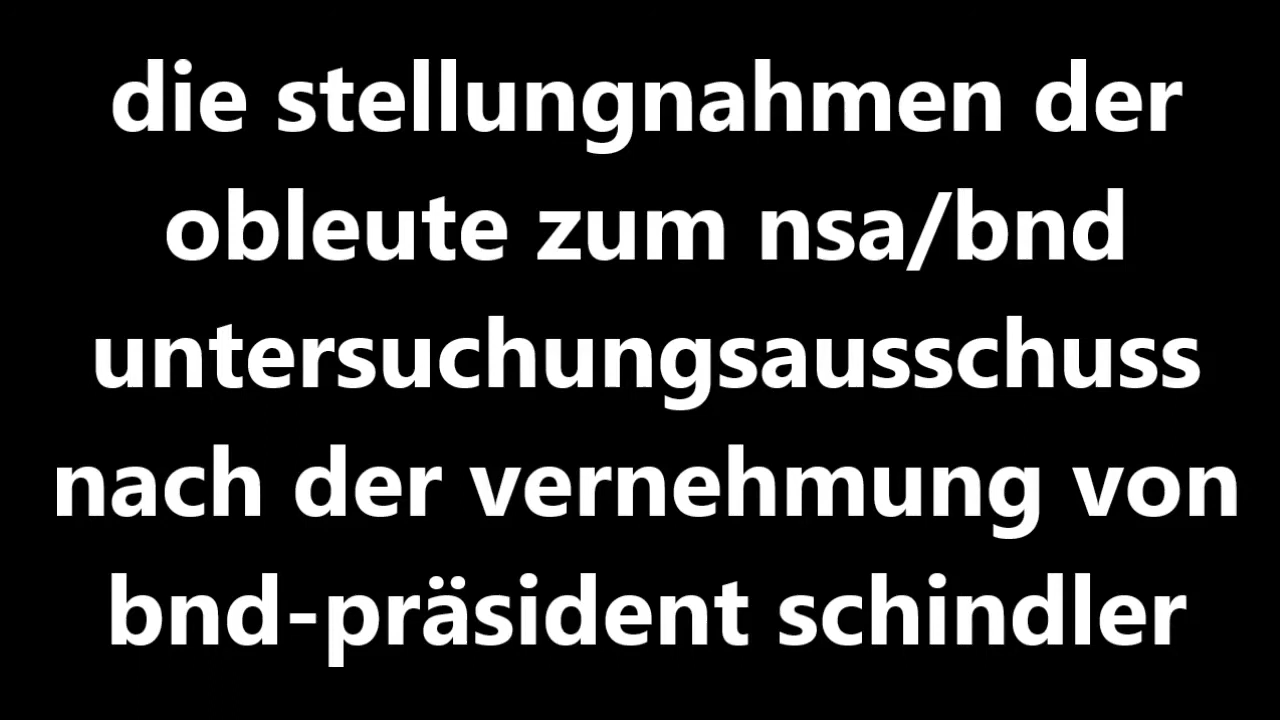 die stellungnahmen der
obleute zum nsa/bnd
untersuchungsausschuss
nach der vernehmung von
bnd-präsident schindler